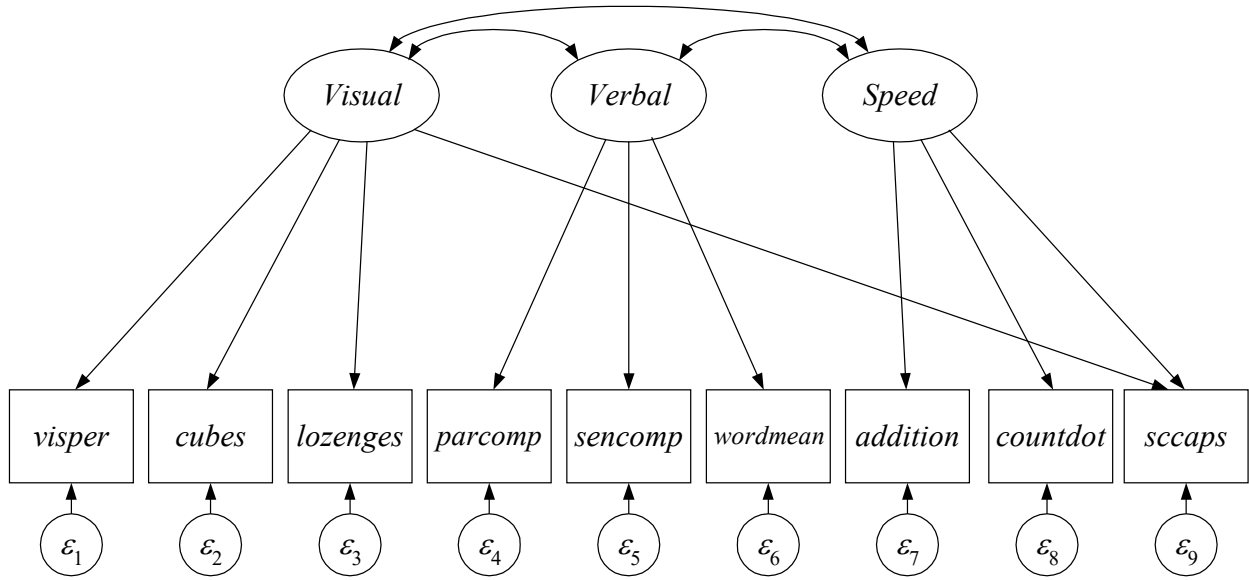 Visual Verbal Speed
visper cubes lozenges parcomp sencomp wordmean addition countdot sccaps
ε₁ ε₂ ε₃ ε₄ ε₅ ε₆ ε₇ ε₈ ε₉